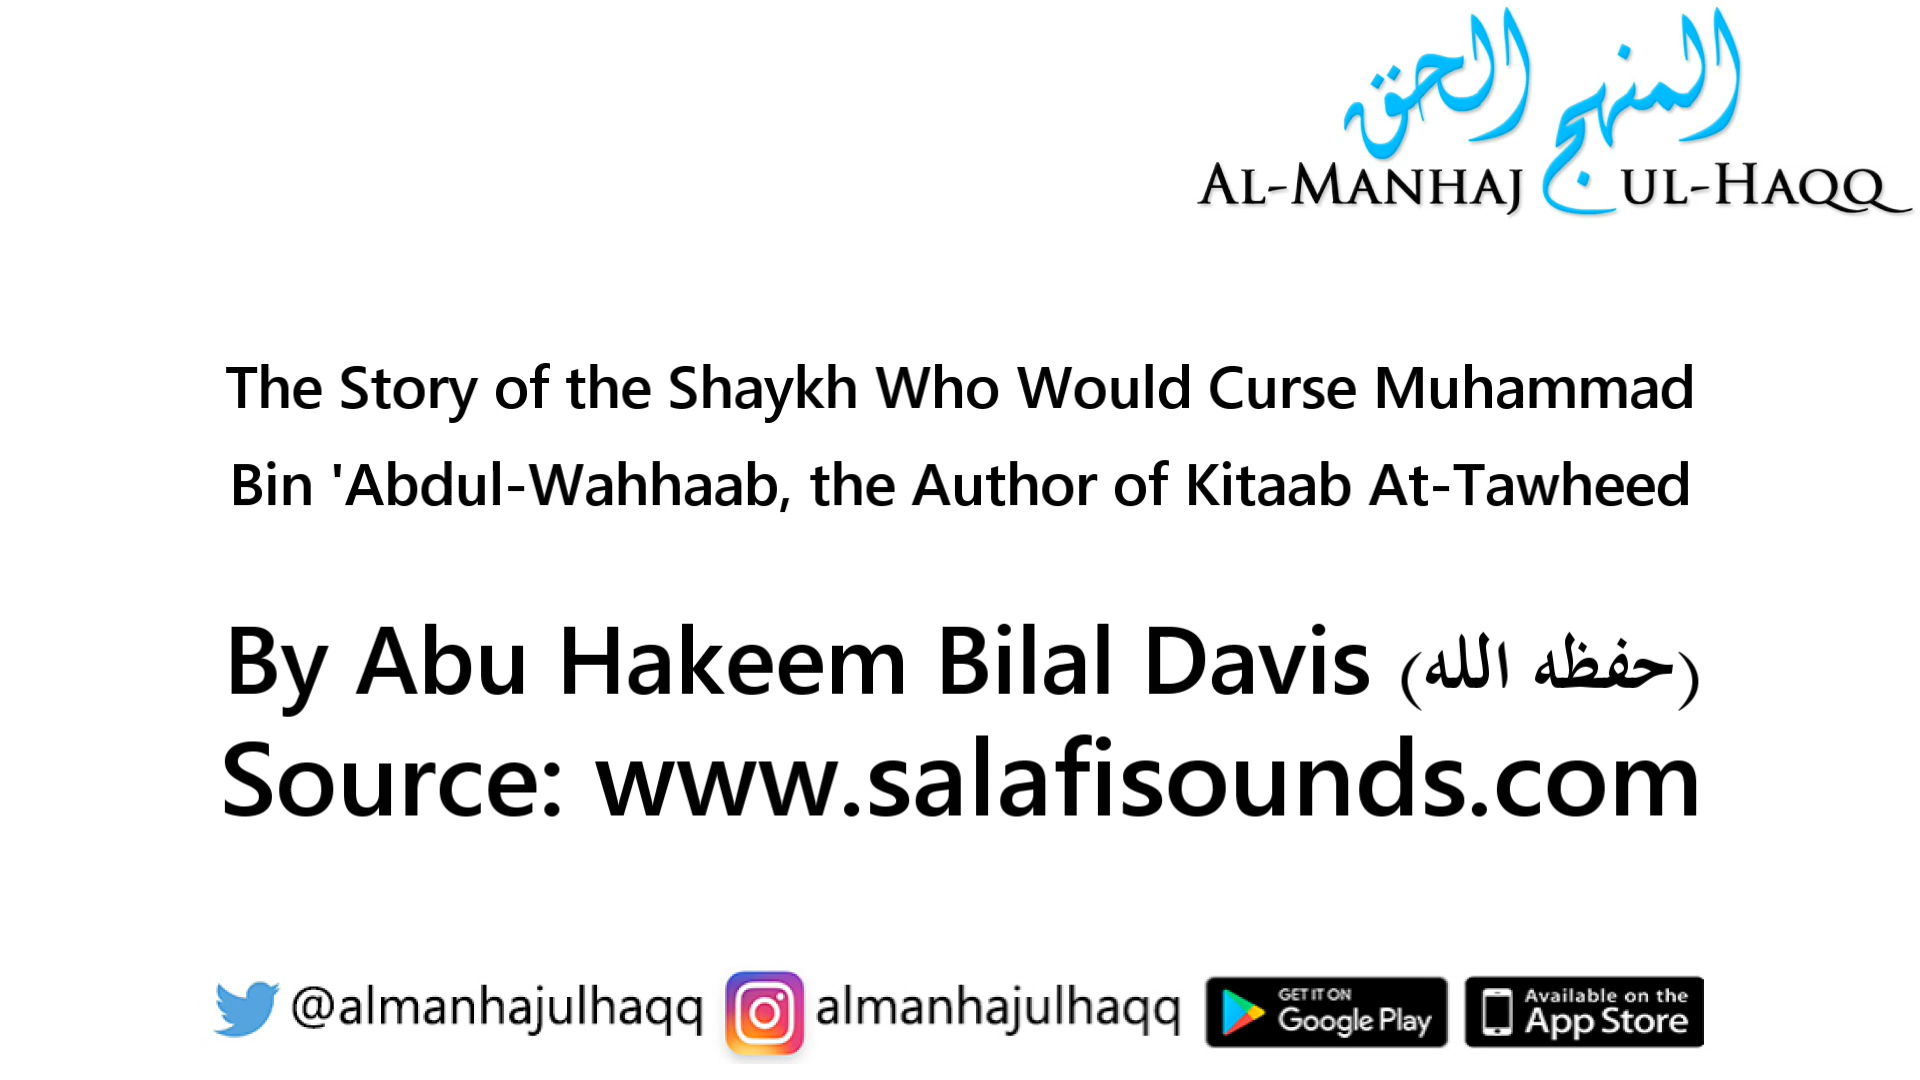 المنهج الحق
AL-MANHAJ UL-HAQQ
The Story of the Shaykh Who Would Curse Muhammad
Bin 'Abdul-Wahhaab, the Author of Kitaab At-Tawheed
By Abu Hakeem Bilal Davis (حفظه الله)
Source: www.salafisounds.com
@almanhajulhaqq almanhajulhaqq GET IT ON Google Play Available on the App Store